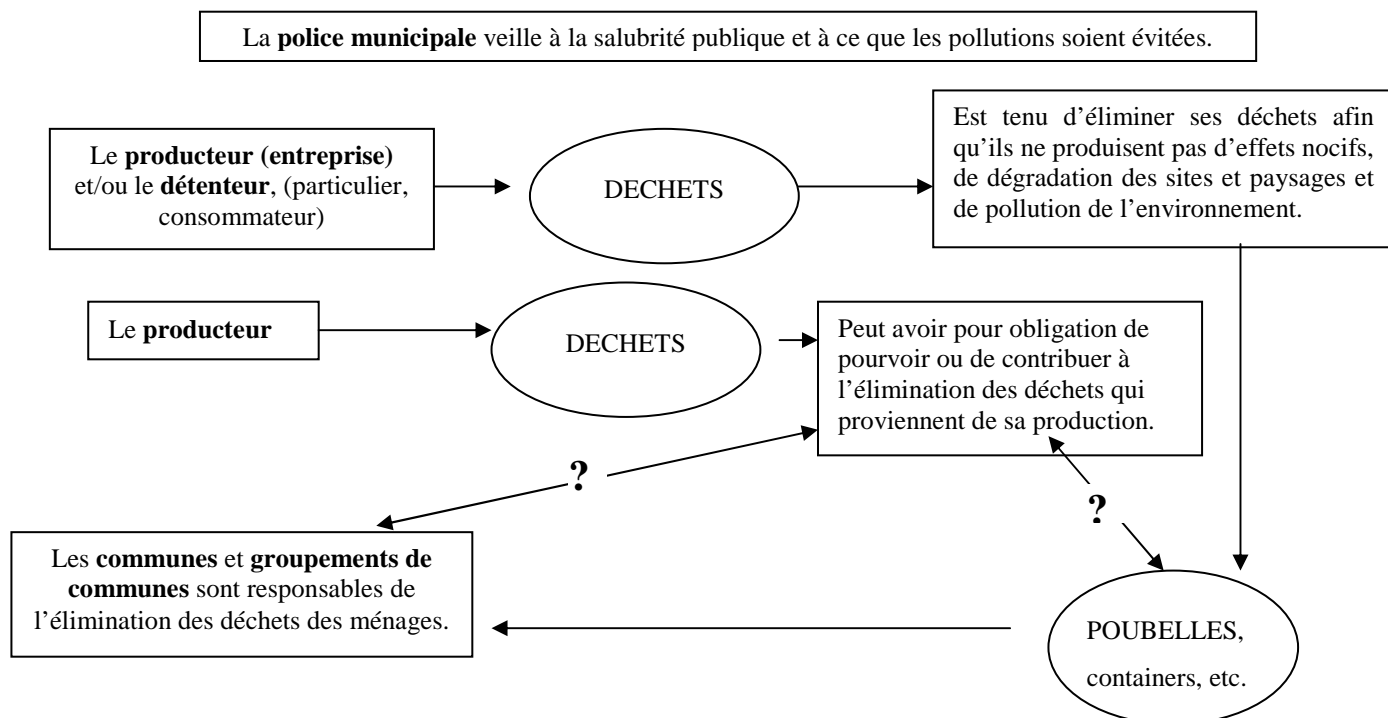 La police municipale veille à la salubrité publique et à ce que les pollutions soient évitées.
Le producteur (entreprise)
et/ou le détenteur, (particulier,
consommateur)
DECHETS
Est tenu d’éliminer ses déchets afin
qu’ils ne produisent pas d’effets nocifs,
de dégradation des sites et paysages et
de pollution de l’environnement.
Le producteur
DECHETS
Peut avoir pour obligation de
pourvoir ou de contribuer à
l’élimination des déchets qui
proviennent de sa production.
?
?
Les communes et groupements de
communes sont responsables de
l’élimination des déchets des ménages.
POUBELLES,
containers, etc.